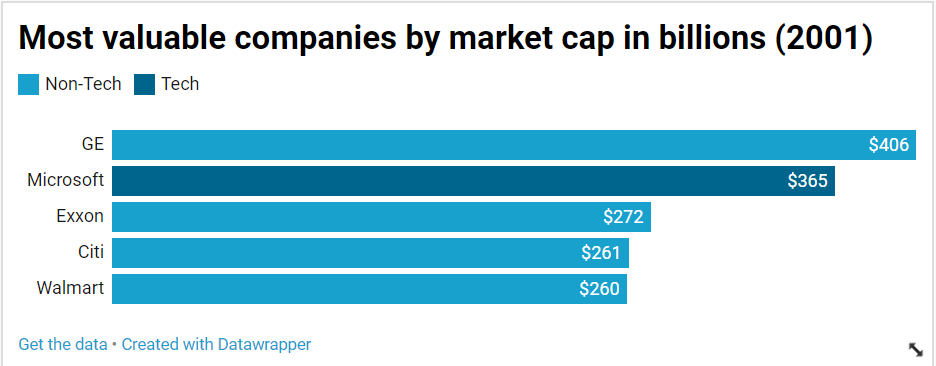 Most valuable companies by market cap in billions (2001)
Non-Tech Tech
GE $406
Microsoft $365
Exxon $272
Citi $261
Walmart $260
Get the data • Created with Datawrapper